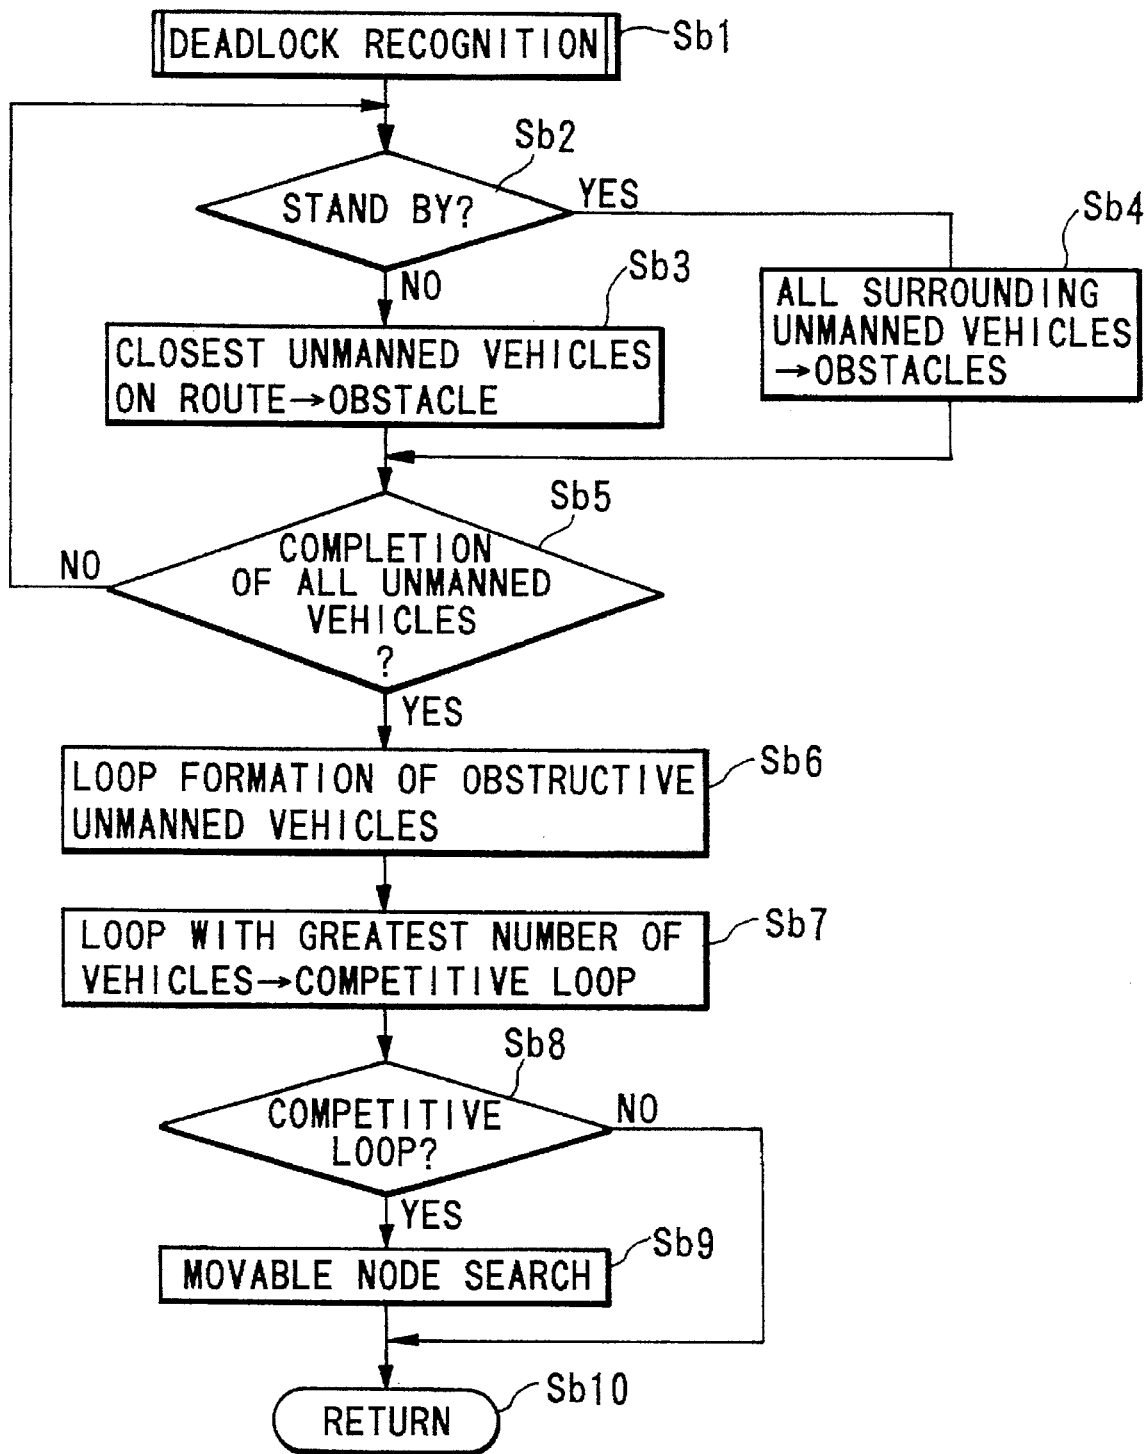 DEADLOCK RECOGNITION
Sb1
Sb2
STAND BY?
YES
Sb4
NO
Sb3
ALL SURROUNDING
UNMANNED VEHICLES
→OBSTACLES
CLOSEST UNMANNED VEHICLES
ON ROUTE→OBSTACLE
Sb5
NO
COMPLETION
OF ALL UNMANNED
VEHICLES
?
YES
Sb6
LOOP FORMATION OF OBSTRUCTIVE
UNMANNED VEHICLES
Sb7
LOOP WITH GREATEST NUMBER OF
VEHICLES→COMPETITIVE LOOP
Sb8
COMPETITIVE
LOOP?
NO
YES
Sb9
MOVABLE NODE SEARCH
Sb10
RETURN